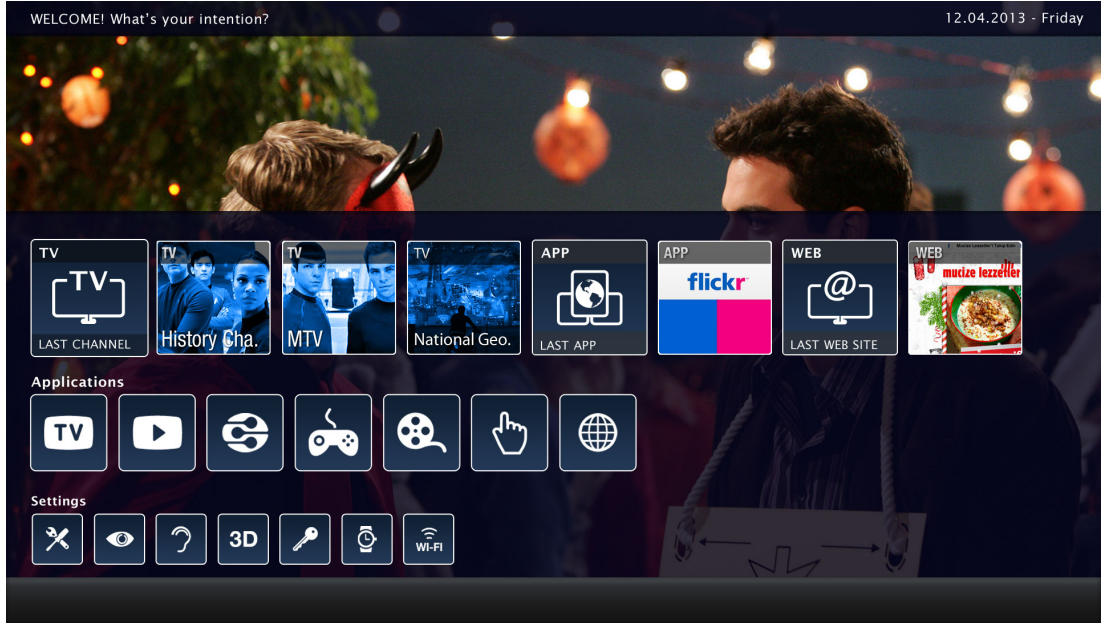 WELCOME! What's your intention?
12.04.2013 - Friday
TV
TV
LAST CHANNEL
TV
History Cha.
TV
MTV
TV
National Geo.
APP
LAST APP
APP
flickr
WEB
@
LAST WEB SITE
WEB
mucize lezzetler
Applications
TV
Settings
3D
WI-FI